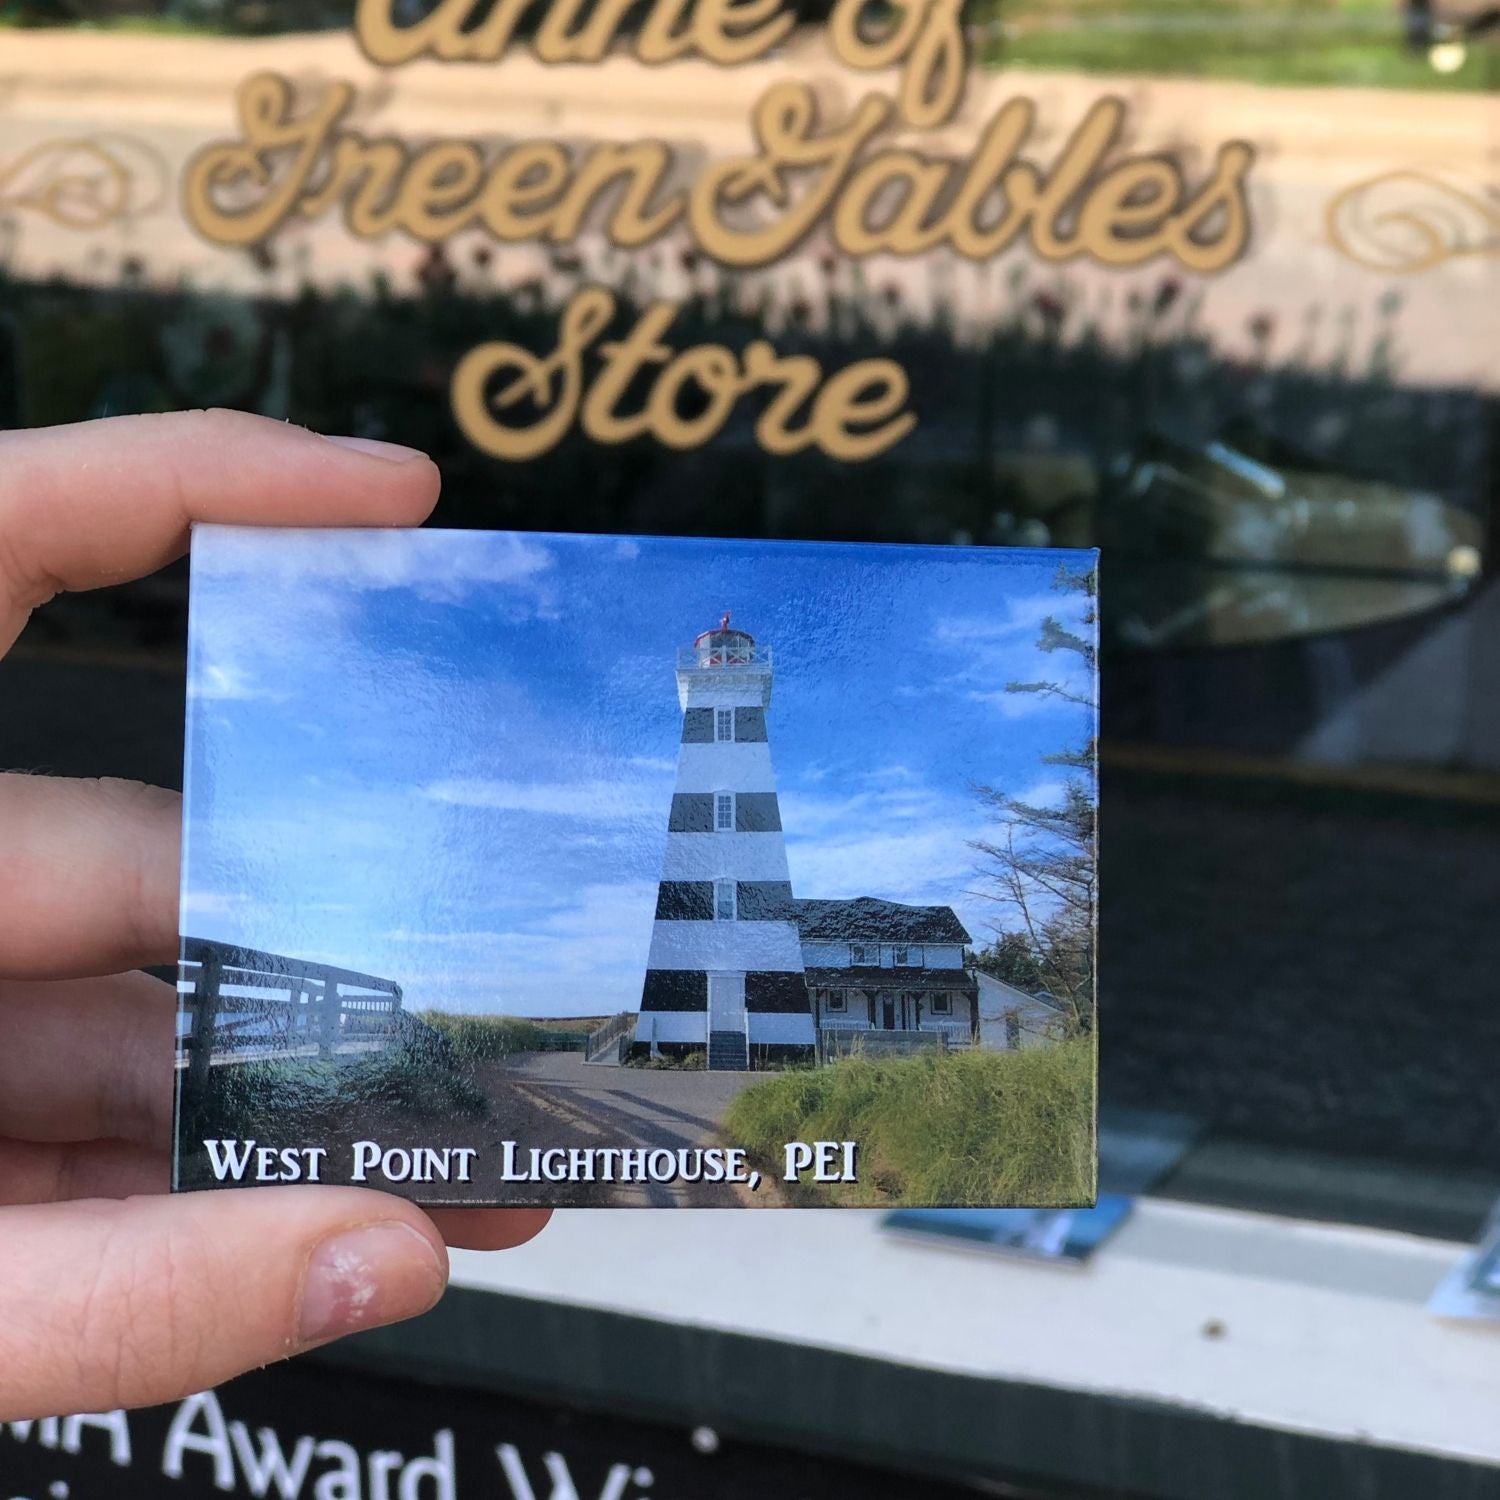 Anne of
Green Gables
Store
WEST POINT LIGHTHOUSE, PEI
Award